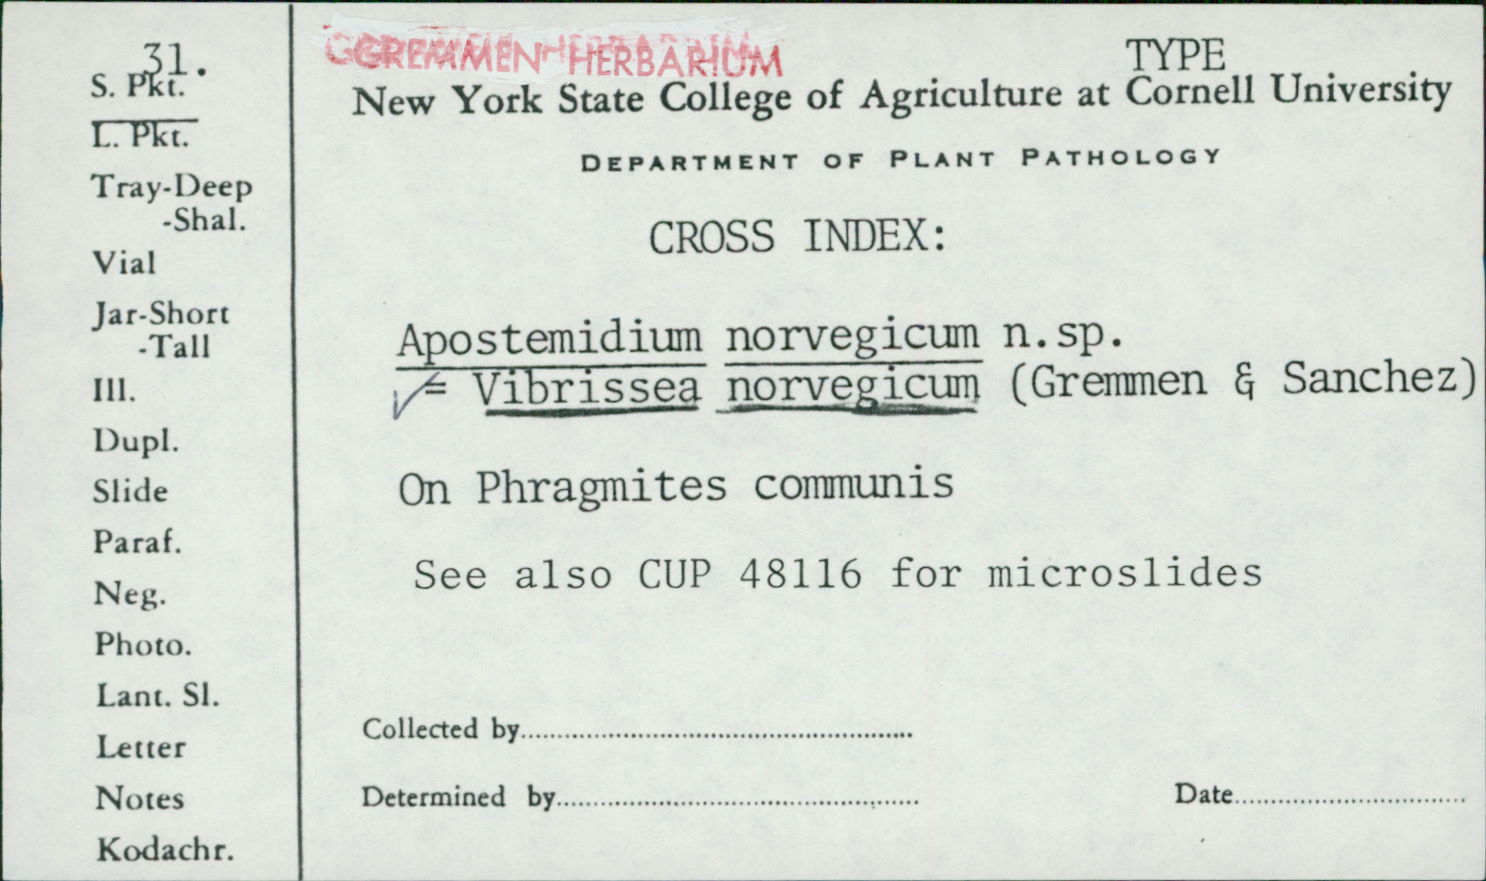 31.
S. Pkt.
L. Pkt.
Tray-Deep
-Shal.
Vial
Jar-Short
-Tall
Ill.
Dupl.
Slide
Paraf.
Neg.
Photo.
Lant. Sl.
Letter
Notes
Kodachr.
GREMMEN HERBARIUM
TYPE
New York State College of Agriculture at Cornell University
DEPARTMENT OF PLANT PATHOLOGY
CROSS INDEX:
Apostemidium norvegicum n.sp.
✓= Vibrissea norvegicum (Gremmen & Sanchez)
On Phragmites communis
See also CUP 48116 for microslides
Collected by
Determined by
Date